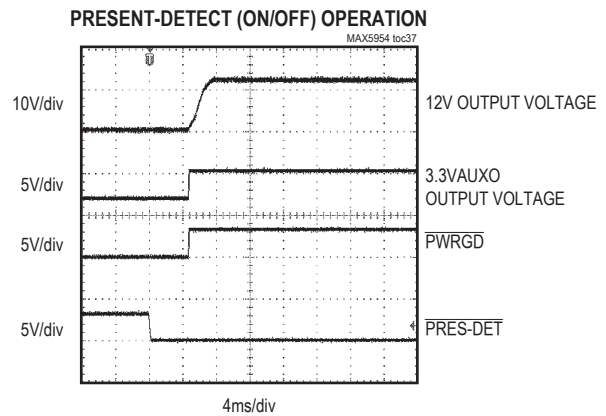 PRESENT-DETECT (ON/OFF) OPERATION
MAX5954 toc37
10V/div
12V OUTPUT VOLTAGE
5V/div
3.3VAUXO
OUTPUT VOLTAGE
5V/div
PWRGD
5V/div
PRES-DET
4ms/div